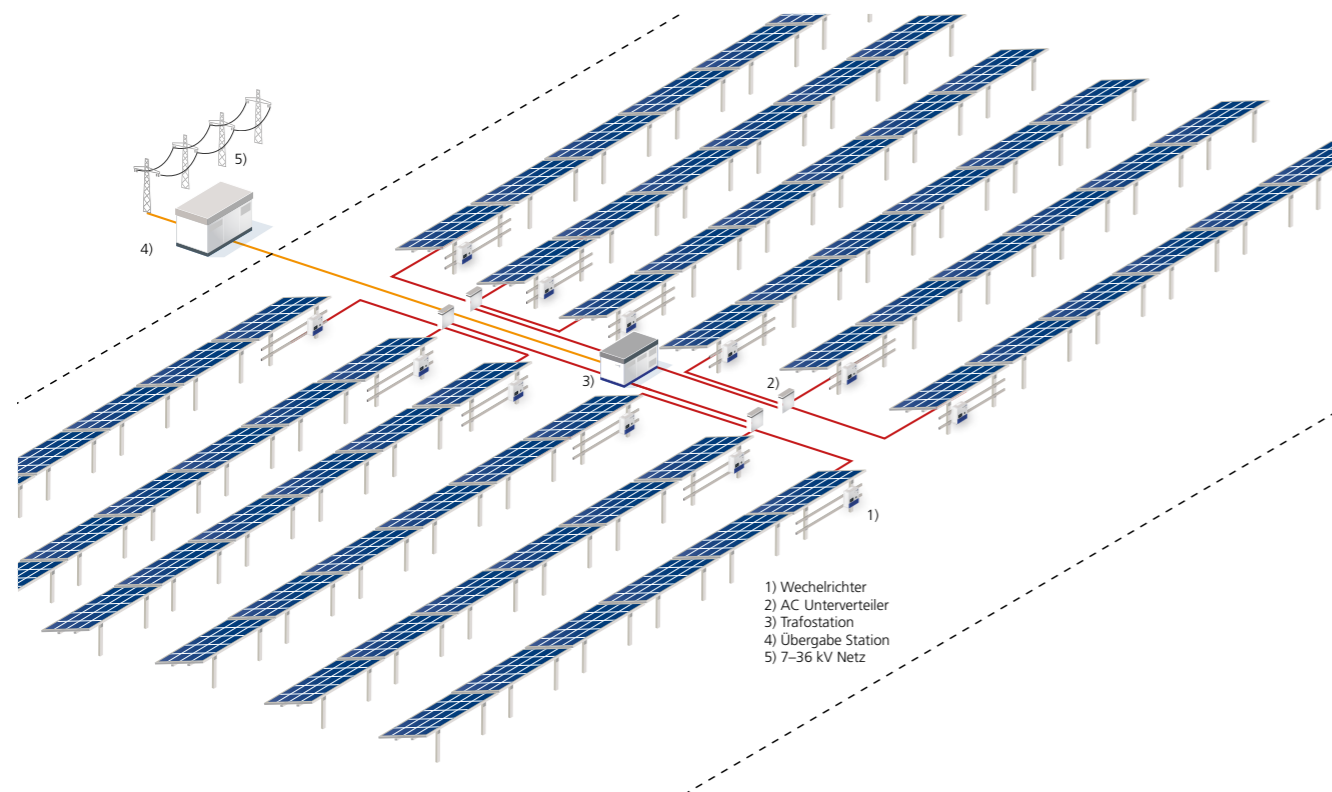 5)
4)
3)
2)
1)
1) Wechelrichter
2) AC Unterverteiler
3) Trafostation
4) Übergabe Station
5) 7–36 kV Netz